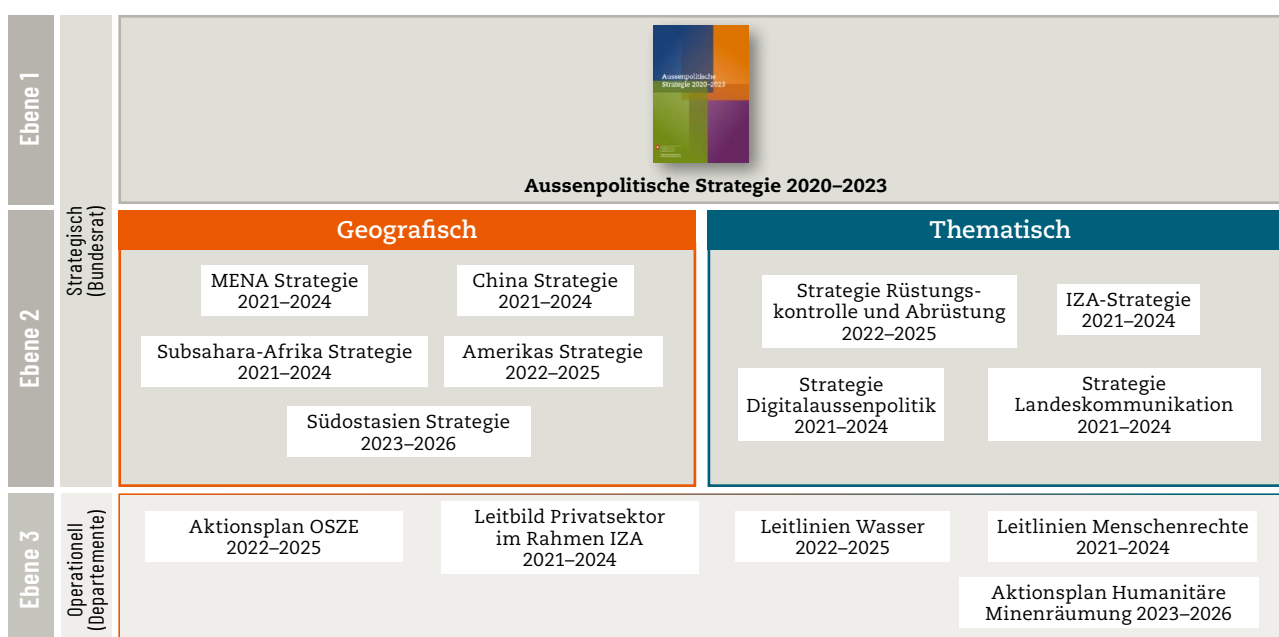 Ebene 1
Strategisch
(Bundesrat)
Aussenpolitische
Strategie 2020–2023
Aussenpolitische Strategie 2020–2023
Ebene 2
Geografisch
MENA Strategie
2021–2024
China Strategie
2021–2024
Subsahara-Afrika Strategie
2021–2024
Amerikas Strategie
2022–2025
Südostasien Strategie
2023–2026
Thematisch
Strategie Rüstungs-
kontrolle und Abrüstung
2022–2025
IZA-Strategie
2021–2024
Strategie
Digitalaussenpolitik
2021–2024
Strategie
Landeskommunikation
2021–2024
Ebene 3
Operationell
(Departemente)
Aktionsplan OSZE
2022–2025
Leitbild Privatsektor
im Rahmen IZA
2021–2024
Leitlinien Wasser
2022–2025
Leitlinien Menschenrechte
2021–2024
Aktionsplan Humanitäre
Minenräumung 2023–2026